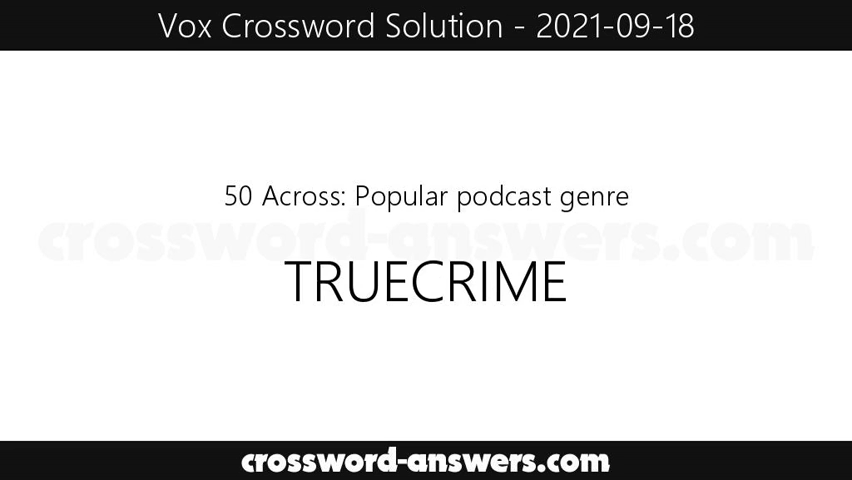 Vox Crossword Solution - 2021-09-18
50 Across: Popular podcast genre
crossword-answers.com
TRUECRIME
crossword-answers.com